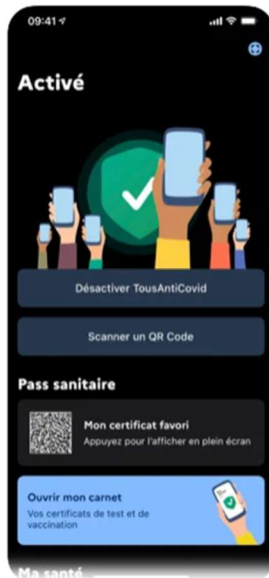 09:41
Activé
Désactiver TousAntiCovid
Scanner un QR Code
Pass sanitaire
Mon certificat favori
Appuyez pour l'afficher en plein écran
Ouvrir mon carnet
Vos certificats de test et de
vaccination
Ma santé